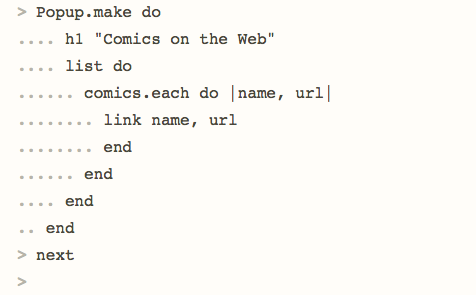 > Popup.make do
.... h1 "Comics on the Web"
.... list do
...... comics.each do |name, url|
........ link name, url
........ end
...... end
.... end
.. end
> next
>